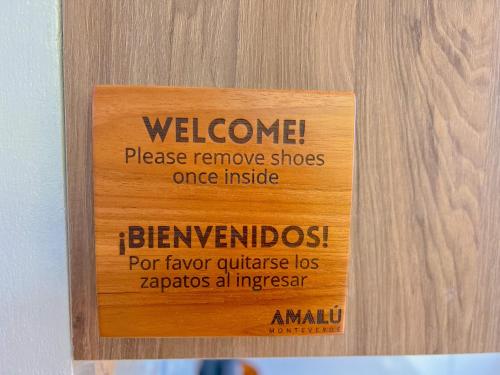 WELCOME!
Please remove shoes
once inside
¡BIENVENIDOS!
Por favor quitarse los
zapatos al ingresar
AMALÚ
MONTEVERDE